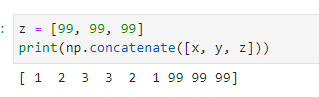 : z = [99, 99, 99]
print(np.concatenate([x, y, z]))
[ 1  2  3  3  2  1 99 99 99]